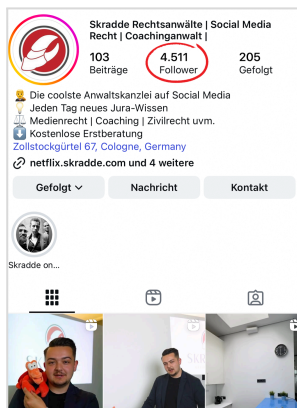 Skradde Rechtsanwälte | Social Media
Recht | Coachinganwalt |
103 4.511 205
Beiträge Follower Gefolgt
Die coolste Anwaltskanzlei auf Social Media
Jeden Tag neues Jura-Wissen
Medienrecht | Coaching | Zivilrecht uvm.
Kostenlose Erstberatung
Zollstockgürtel 67, Cologne, Germany
netflix.skradde.com und 4 weitere
Gefolgt Nachricht Kontakt
Skradde on...